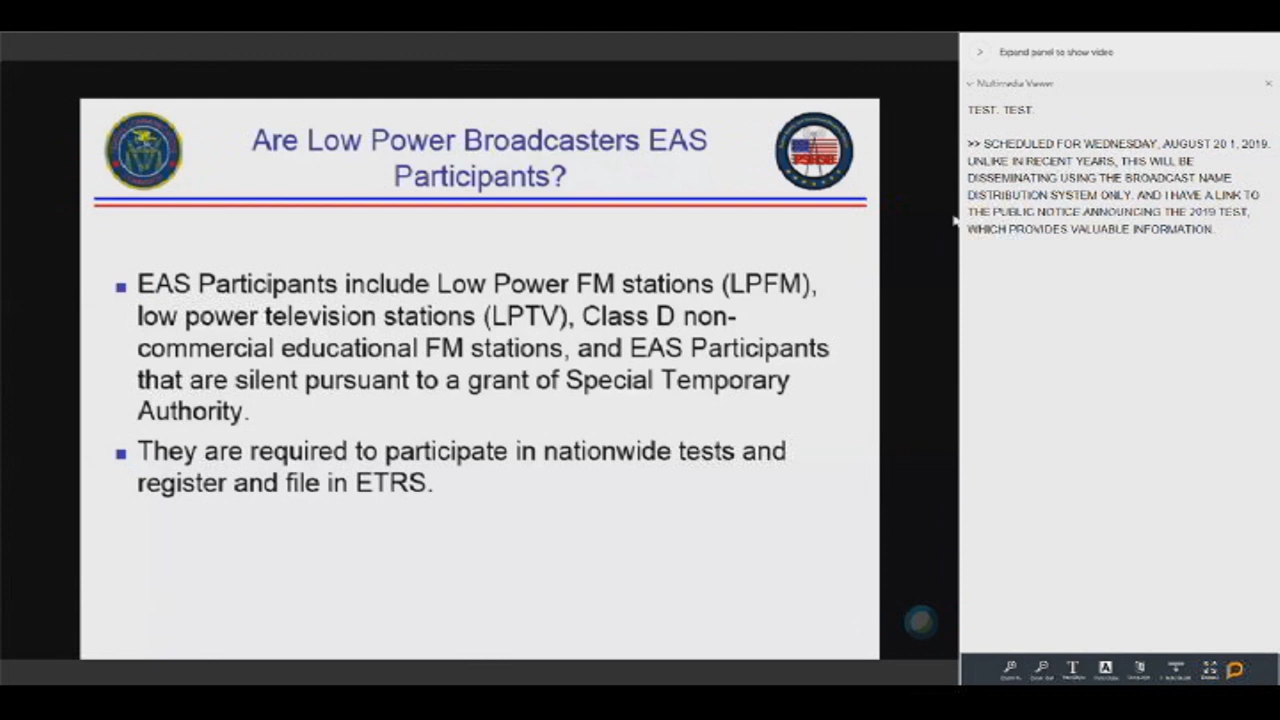 Are Low Power Broadcasters EAS
Participants?
EAS Participants include Low Power FM stations (LPFM),
low power television stations (LPTV), Class D non-
commercial educational FM stations, and EAS Participants
that are silent pursuant to a grant of Special Temporary
Authority.
They are required to participate in nationwide tests and
register and file in ETRS.
Expand panel to show video
Multimedia Viewer
TEST. TEST.
>> SCHEDULED FOR WEDNESDAY, AUGUST 20 1, 2019.
UNLIKE IN RECENT YEARS, THIS WILL BE
DISSEMINATING USING THE BROADCAST NAME
DISTRIBUTION SYSTEM ONLY. AND I HAVE A LINK TO
THE PUBLIC NOTICE ANNOUNCING THE 2019 TEST,
WHICH PROVIDES VALUABLE INFORMATION.